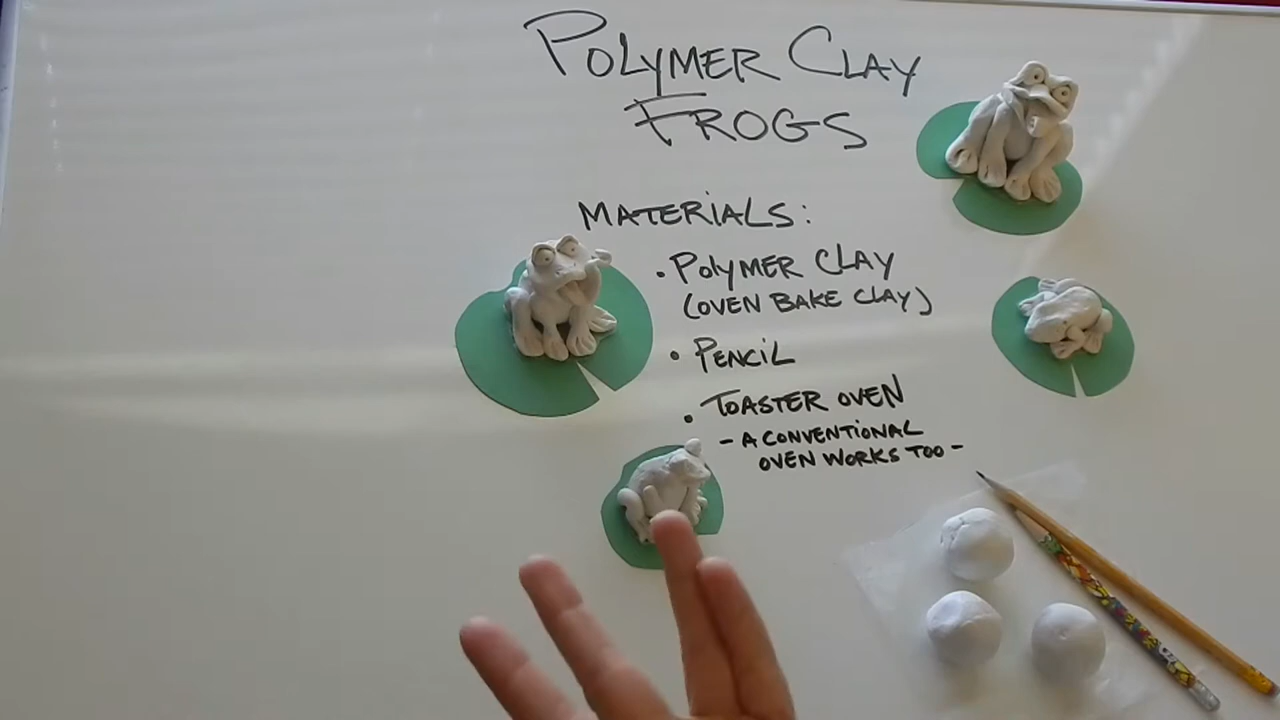 POLYMER CLAY
FROGS
MATERIALS:
• POLYMER CLAY
(OVEN BAKE CLAY)
• PENCIL
• TOASTER OVEN
- A CONVENTIONAL
OVEN WORKS TOO -